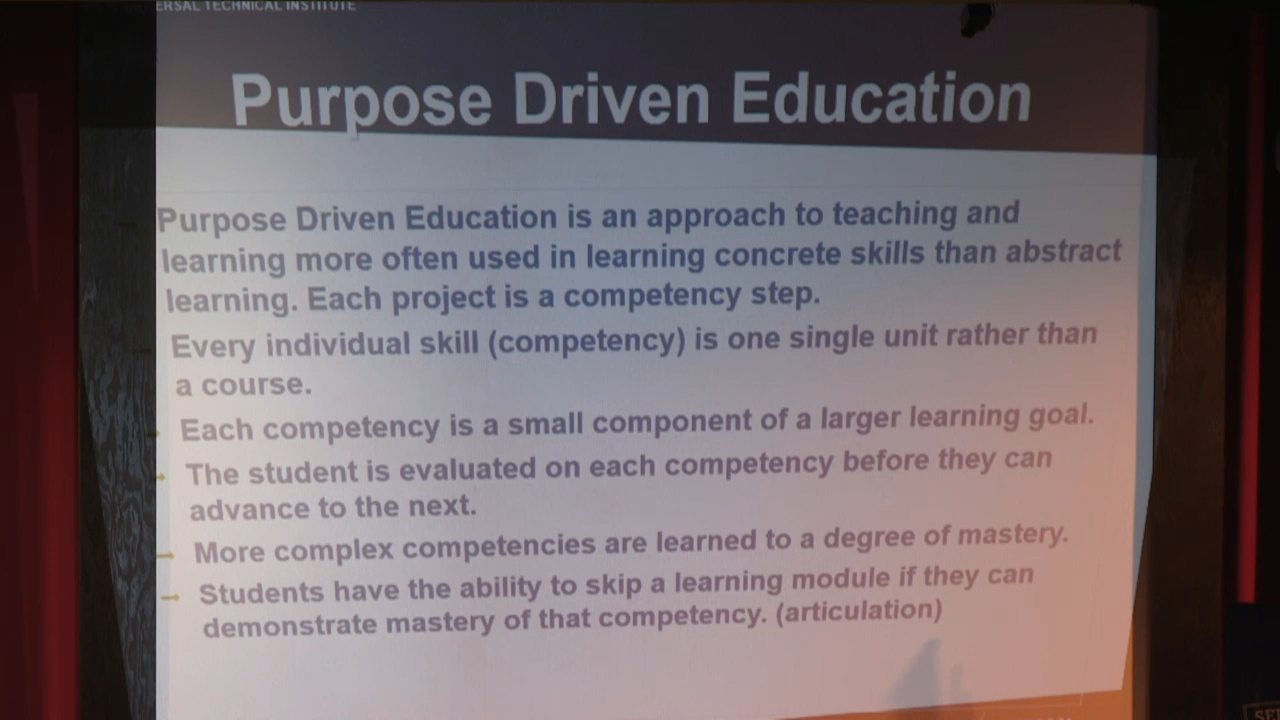 ERSAL TECHNICAL INSTITUTE
Purpose Driven Education
Purpose Driven Education is an approach to teaching and
learning more often used in learning concrete skills than abstract
learning. Each project is a competency step.
Every individual skill (competency) is one single unit rather than
a course.
Each competency is a small component of a larger learning goal.
The student is evaluated on each competency before they can
advance to the next.
More complex competencies are learned to a degree of mastery.
Students have the ability to skip a learning module if they can
demonstrate mastery of that competency. (articulation)